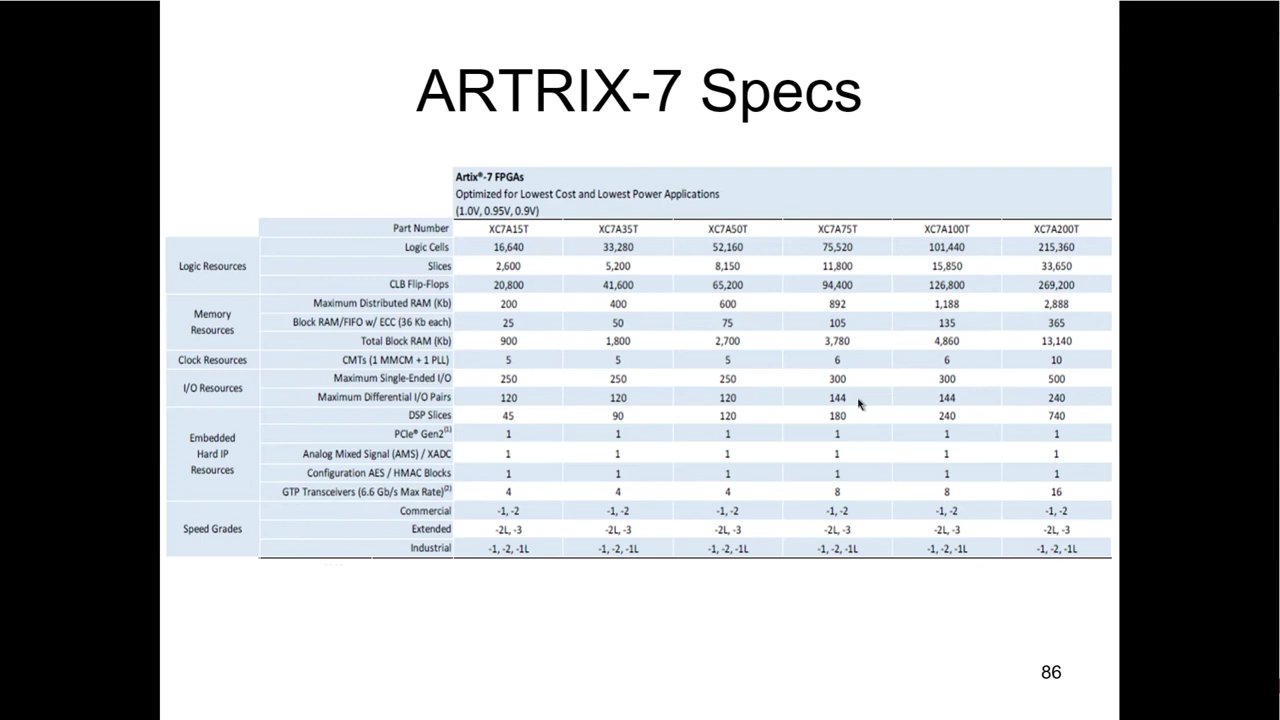 ARTRIX-7 Specs
Artix®-7 FPGAs
Optimized for Lowest Cost and Lowest Power Applications
(1.0V, 0.95V, 0.9V)
Part Number XC7A15T XC7A35T XC7A50T XC7A75T XC7A100T XC7A200T
Logic Resources
Logic Cells 16,640 33,280 52,160 75,520 101,440 215,360
Slices 2,600 5,200 8,150 11,800 15,850 33,650
CLB Flip-Flops 20,800 41,600 65,200 94,400 126,800 269,200
Memory
Resources
Maximum Distributed RAM (Kb) 200 400 600 892 1,188 2,888
Block RAM/FIFO w/ ECC (36 Kb each) 25 50 75 105 135 365
Total Block RAM (Kb) 900 1,800 2,700 3,780 4,860 13,140
Clock Resources CMTs (1 MMCM + 1 PLL) 5 5 5 6 6 10
I/O Resources
Maximum Single-Ended I/O 250 250 250 300 300 500
Maximum Differential I/O Pairs 120 120 120 144 144 240
Embedded
Hard IP
Resources
DSP Slices 45 90 120 180 240 740
PCIe® Gen2(1) 1 1 1 1 1 1
Analog Mixed Signal (AMS) / XADC 1 1 1 1 1 1
Configuration AES / HMAC Blocks 1 1 1 1 1 1
GTP Transceivers (6.6 Gb/s Max Rate)(2) 4 4 4 8 8 16
Speed Grades
Commercial -1, -2 -1, -2 -1, -2 -1, -2 -1, -2 -1, -2
Extended -2L, -3 -2L, -3 -2L, -3 -2L, -3 -2L, -3 -2L, -3
Industrial -1, -2, -1L -1, -2, -1L -1, -2, -1L -1, -2, -1L -1, -2, -1L -1, -2, -1L
86